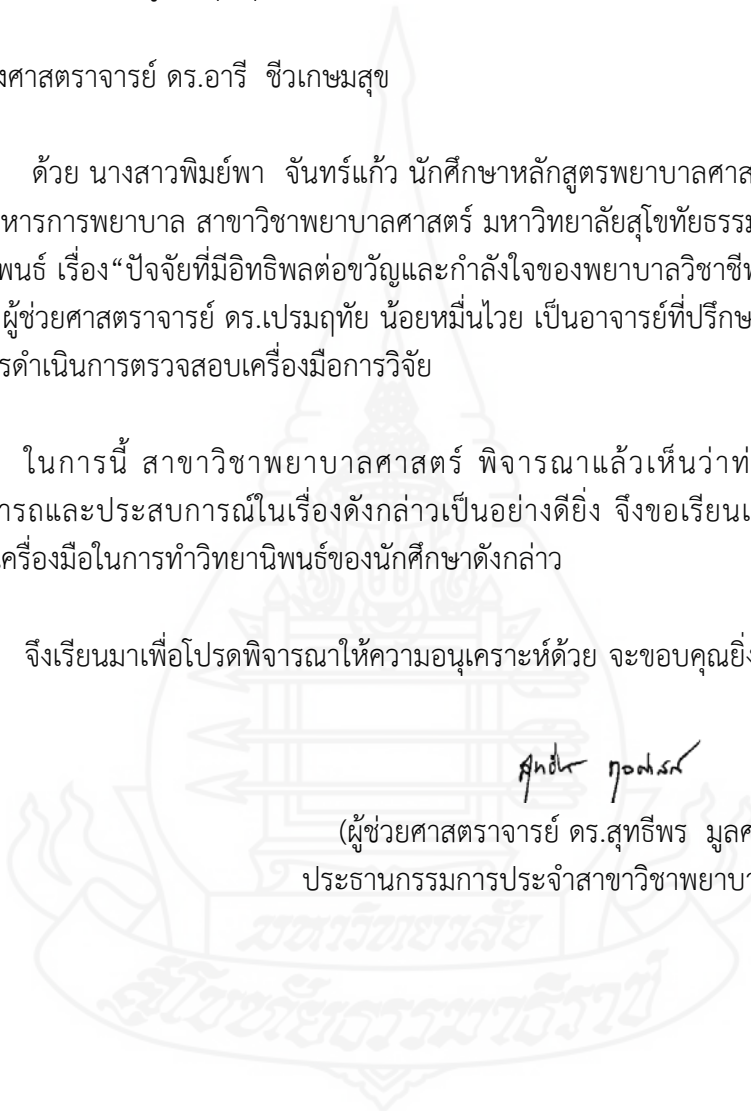 งศาสตราจารย์ ดร.อารี ชีวเกษมสุข
ด้วย นางสาวพิมย์พา จันทร์แก้ว นักศึกษาหลักสูตรพยาบาลศาส
หารการพยาบาล สาขาวิชาพยาบาลศาสตร์ มหาวิทยาลัยสุโขทัยธรรม
พนธ์ เรื่อง“ปัจจัยที่มีอิทธิพลต่อขวัญและกำลังใจของพยาบาลวิชาชีพ
ผู้ช่วยศาสตราจารย์ ดร.เปรมฤทัย น้อยหมื่นไวย เป็นอาจารย์ที่ปรึกษ
รดำเนินการตรวจสอบเครื่องมือการวิจัย
ในการนี้ สาขาวิชาพยาบาลศาสตร์ พิจารณาแล้วเห็นว่าท่
ารถและประสบการณ์ในเรื่องดังกล่าวเป็นอย่างดียิ่ง จึงขอเรียนเ
ครื่องมือในการทำวิทยานิพนธ์ของนักศึกษาดังกล่าว
จึงเรียนมาเพื่อโปรดพิจารณาให้ความอนุเคราะห์ด้วย จะขอบคุณยิ่ง
(ผู้ช่วยศาสตราจารย์ ดร.สุทธีพร มูลศ
ประธานกรรมการประจำสาขาวิชาพยาบา
มหาวิทยาลัย
สุโขทัยธรรมาธิราช